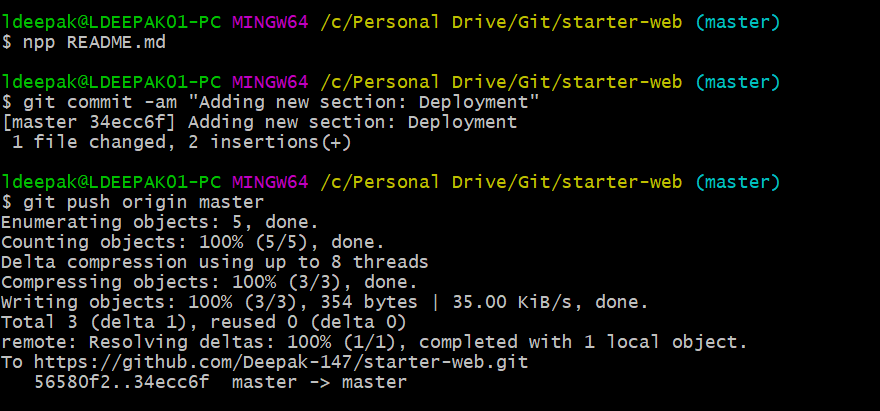 ldeepak@LDEEPAK01-PC MINGW64 /c/Personal Drive/Git/starter-web (master)
$ npp README.md
ldeepak@LDEEPAK01-PC MINGW64 /c/Personal Drive/Git/starter-web (master)
$ git commit -am "Adding new section: Deployment"
[master 34ecc6f] Adding new section: Deployment
 1 file changed, 2 insertions(+)
ldeepak@LDEEPAK01-PC MINGW64 /c/Personal Drive/Git/starter-web (master)
$ git push origin master
Enumerating objects: 5, done.
Counting objects: 100% (5/5), done.
Delta compression using up to 8 threads
Compressing objects: 100% (3/3), done.
Writing objects: 100% (3/3), 354 bytes | 35.00 KiB/s, done.
Total 3 (delta 1), reused 0 (delta 0)
remote: Resolving deltas: 100% (1/1), completed with 1 local object.
To https://github.com/Deepak-147/starter-web.git
   56580f2..34ecc6f  master -> master